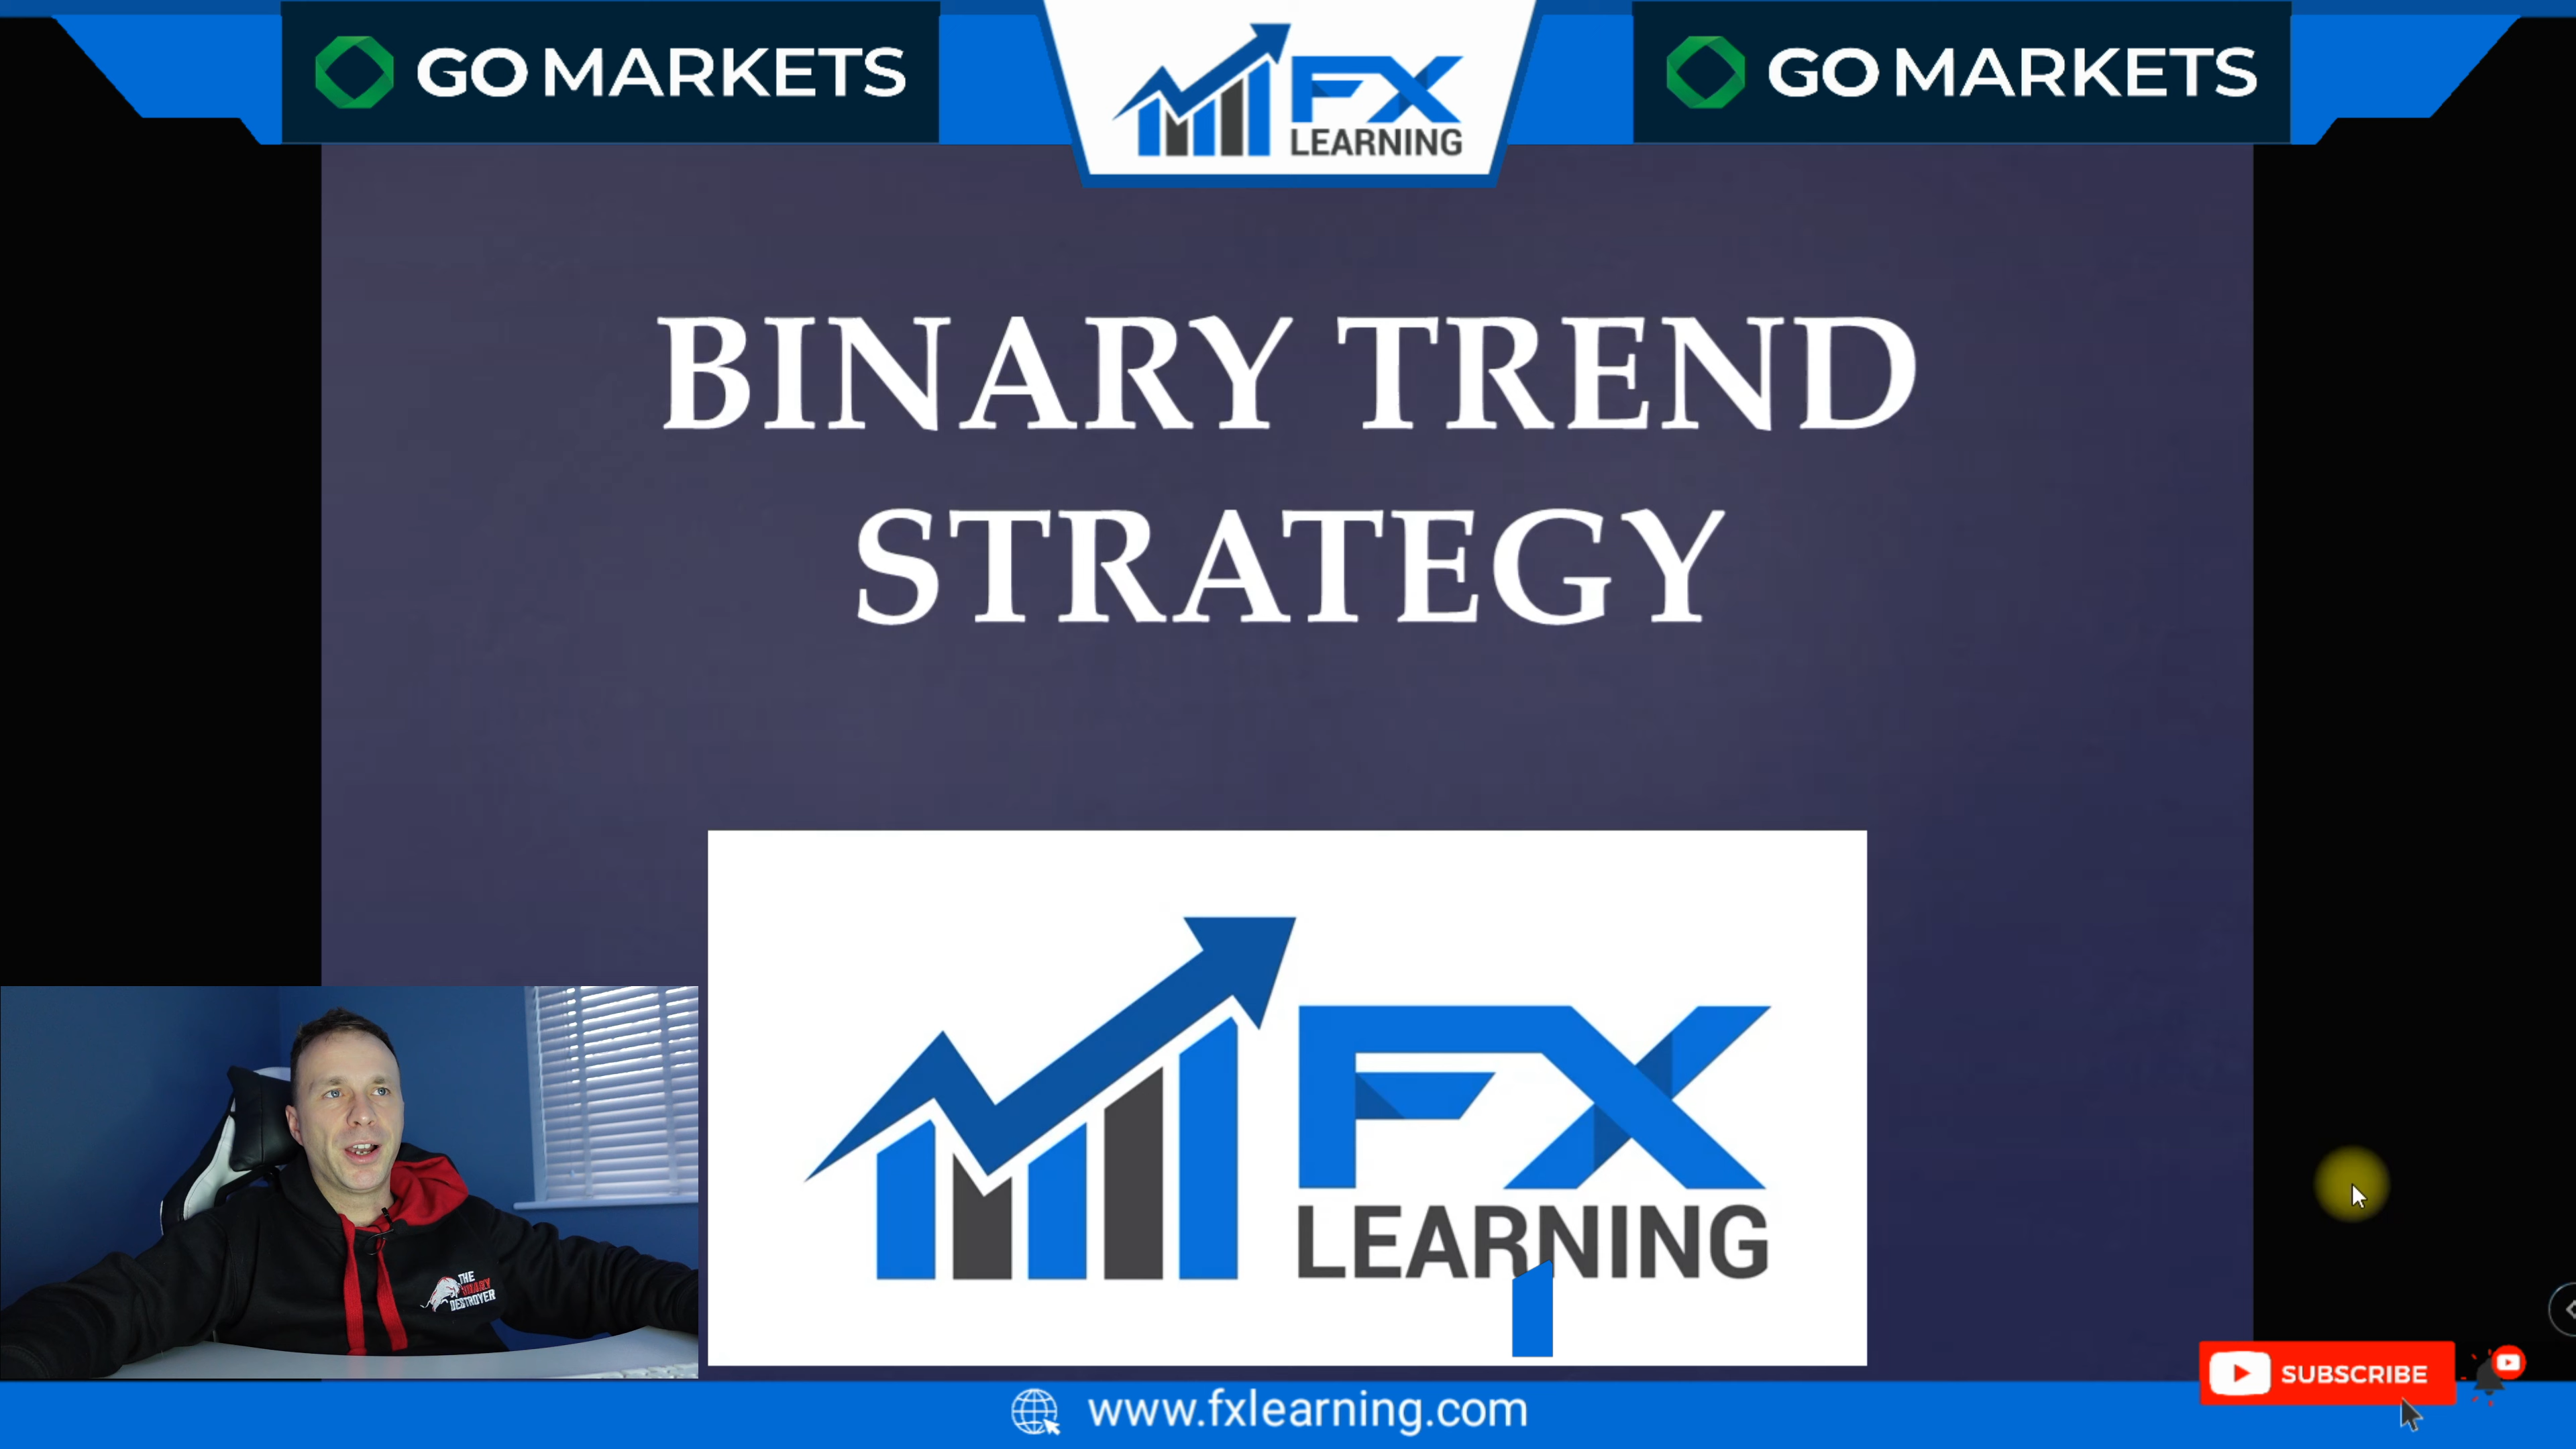 GO MARKETS
FX
LEARNING
GO MARKETS
BINARY TREND
STRATEGY
FX
LEARNING
THE
BINARY
DESTROYER
SUBSCRIBE
www.fxlearning.com